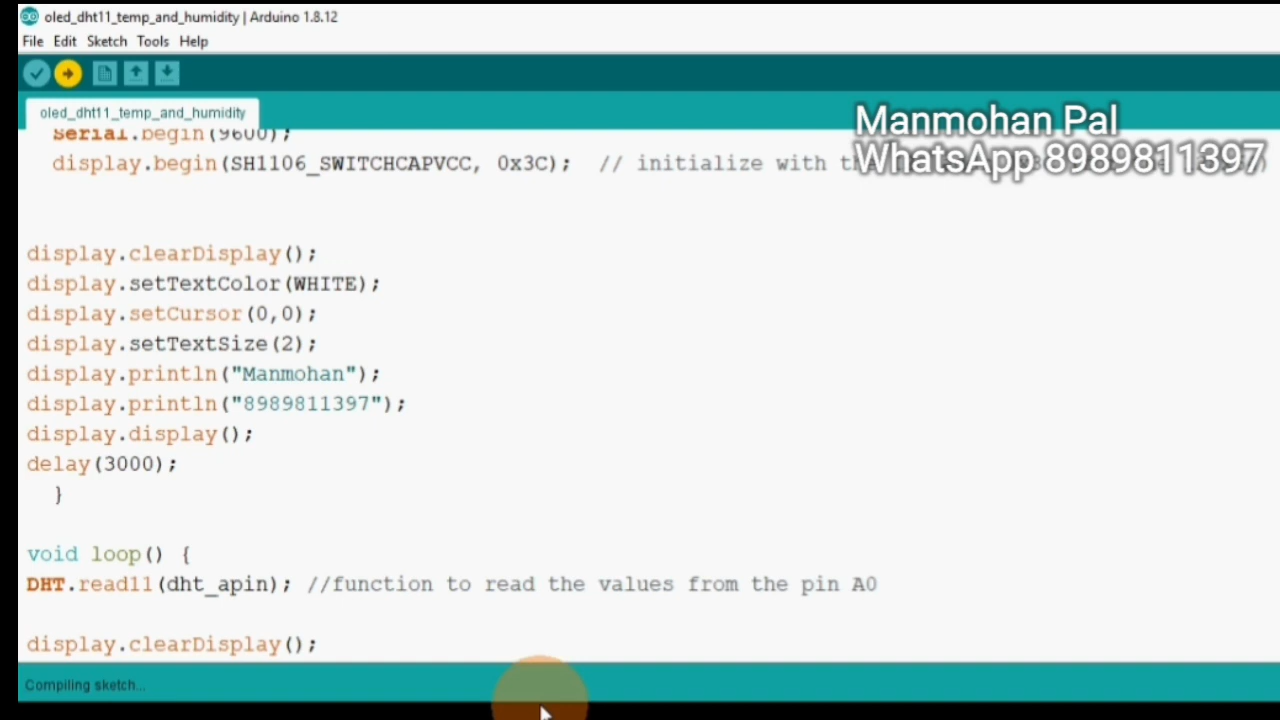 oled_dht11_temp_and_humidity | Arduino 1.8.12
File Edit Sketch Tools Help
oled_dht11_temp_and_humidity
Manmohan Pal
WhatsApp 8989811397
Serial.begin(9600);
display.begin(SH1106_SWITCHCAPVCC, 0x3C); // initialize with
display.clearDisplay();
display.setTextColor(WHITE);
display.setCursor(0,0);
display.setTextSize(2);
display.println("Manmohan");
display.println("8989811397");
display.display();
delay(3000);
}
void loop() {
DHT.read11(dht_apin); //function to read the values from the pin A0
display.clearDisplay();
Compiling sketch...